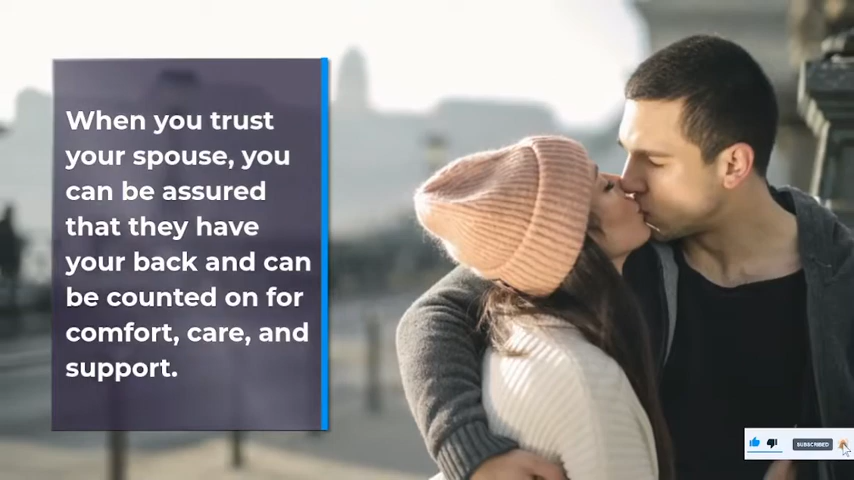 When you trust
your spouse, you
can be assured
that they have
your back and can
be counted on for
comfort, care, and
support.
SUBSCRIBED